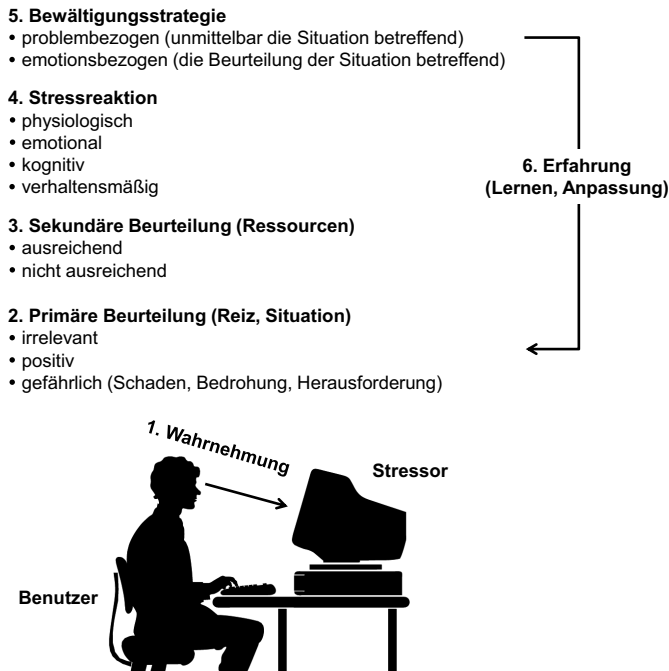 5. Bewältigungsstrategie
• problembezogen (unmittelbar die Situation betreffend)
• emotionsbezogen (die Beurteilung der Situation betreffend)
4. Stressreaktion
• physiologisch
• emotional
• kognitiv
• verhaltensmäßig
6. Erfahrung
(Lernen, Anpassung)
3. Sekundäre Beurteilung (Ressourcen)
• ausreichend
• nicht ausreichend
2. Primäre Beurteilung (Reiz, Situation)
• irrelevant
• positiv
• gefährlich (Schaden, Bedrohung, Herausforderung)
1. Wahrnehmung
Stressor
Benutzer